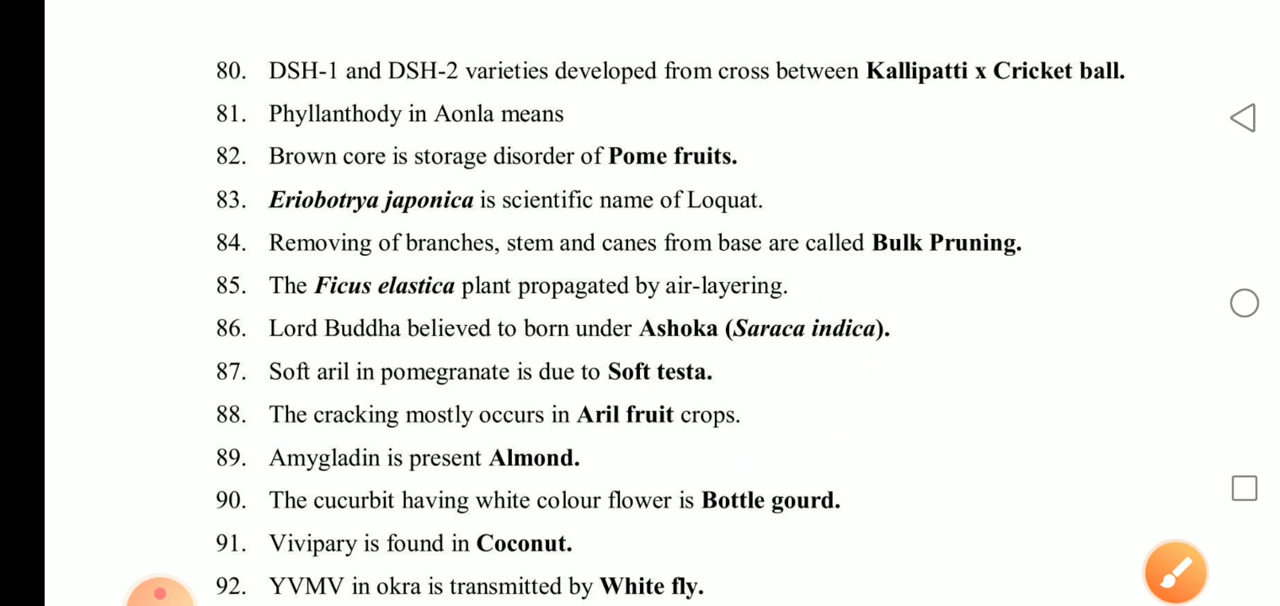 80. DSH-1 and DSH-2 varieties developed from cross between Kallipatti x Cricket ball.
81. Phyllanthody in Aonla means
82. Brown core is storage disorder of Pome fruits.
83. Eriobotrya japonica is scientific name of Loquat.
84. Removing of branches, stem and canes from base are called Bulk Pruning.
85. The Ficus elastica plant propagated by air-layering.
86. Lord Buddha believed to born under Ashoka (Saraca indica).
87. Soft aril in pomegranate is due to Soft testa.
88. The cracking mostly occurs in Aril fruit crops.
89. Amygladin is present Almond.
90. The cucurbit having white colour flower is Bottle gourd.
91. Vivipary is found in Coconut.
92. YVMV in okra is transmitted by White fly.